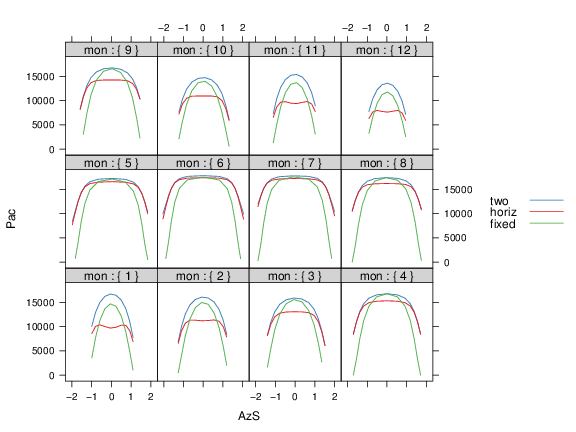 −2 −1 0 1 2 −2 −1 0 1 2
mon : { 9 } mon : { 10 } mon : { 11 } mon : { 12 }
15000
10000
5000
0
mon : { 5 } mon : { 6 } mon : { 7 } mon : { 8 }
15000
10000
5000
0
mon : { 1 } mon : { 2 } mon : { 3 } mon : { 4 }
15000
10000
5000
0
−2 −1 0 1 2 −2 −1 0 1 2
AzS
Pac
two
horiz
fixed